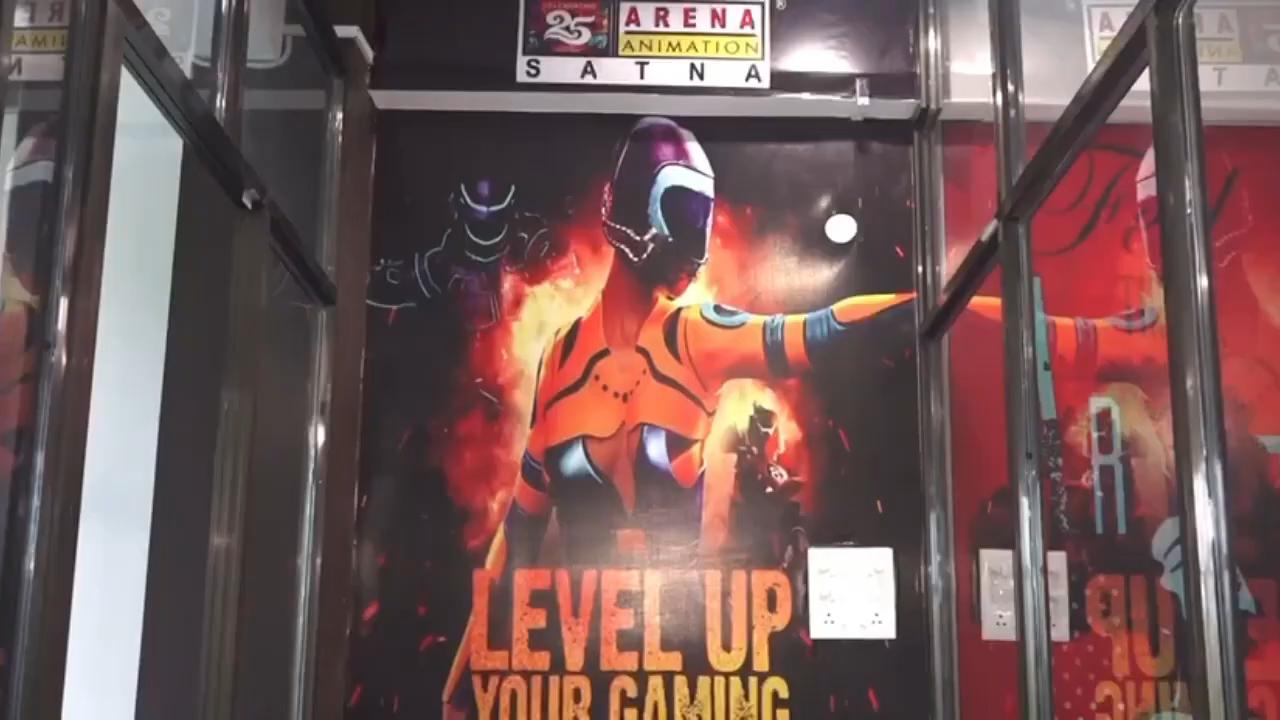 25
ARENA
ANIMATION
SATNA
LEVEL UP
YOUR GAMING